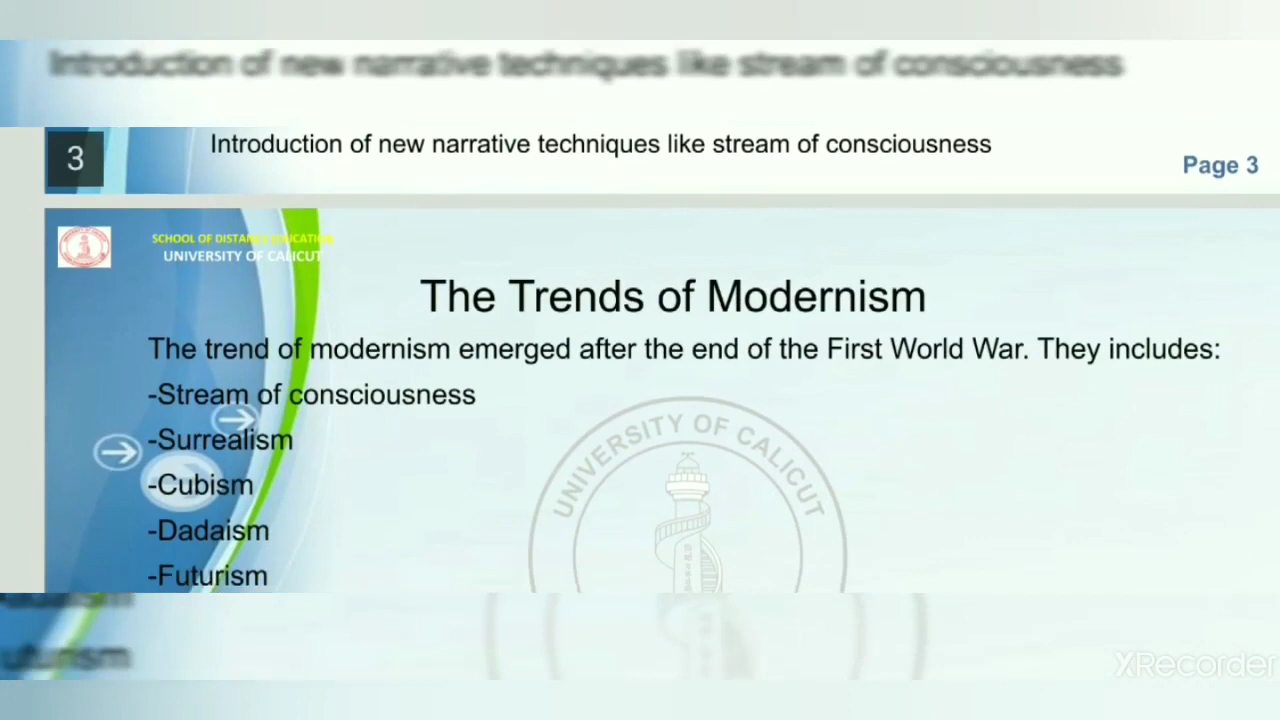 Introduction of new narrative techniques like stream of consciousness
3
Introduction of new narrative techniques like stream of consciousness
Page 3
SCHOOL OF DISTANCE EDUCATION
UNIVERSITY OF CALICUT
The Trends of Modernism
The trend of modernism emerged after the end of the First World War. They includes:
-Stream of consciousness
-Surrealism
-Cubism
-Dadaism
-Futurism
UNIVERSITY OF CALICUT
uturism
XRecorder